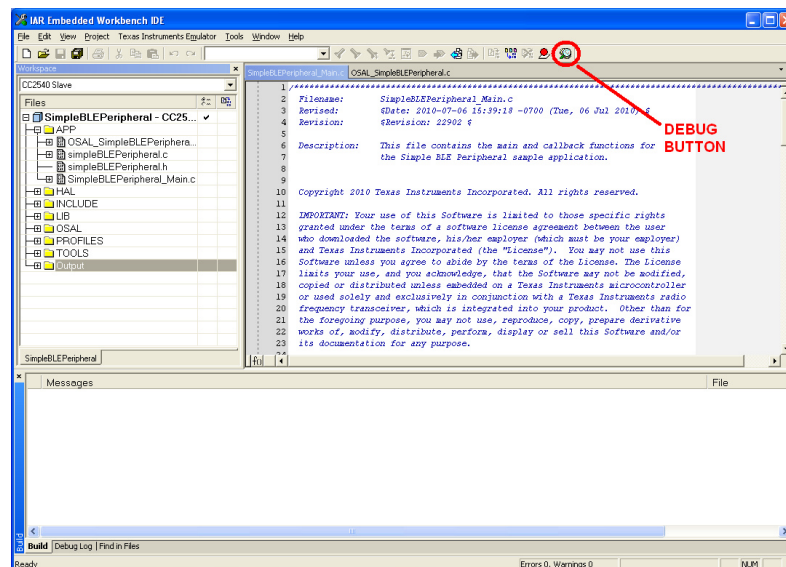 IAR Embedded Workbench IDE
File Edit View Project Texas Instruments Emulator Tools Window Help
Workspace
CC2540 Slave
Files
SimpleBLEPeripheral - CC25...
APP
OSAL_SimpleBLEPeriphera...
simpleBLEPeripheral.c
simpleBLEPeripheral.h
SimpleBLEPeripheral_Main.c
HAL
INCLUDE
LIB
OSAL
PROFILES
TOOLS
Output
SimpleBLEPeripheral
SimpleBLEPeripheral_Main.c OSAL_SimpleBLEPeripheral.c
1 /******************************************************************************
2 Filename: SimpleBLEPeripheral_Main.c
3 Revised: $Date: 2010-07-06 15:39:18 -0700 (Tue, 06 Jul 2010) $
4 Revision: $Revision: 22902 $
5
6 Description: This file contains the main and callback functions for
7 the Simple BLE Peripheral sample application.
8
9
10 Copyright 2010 Texas Instruments Incorporated. All rights reserved.
11
12 IMPORTANT: Your use of this Software is limited to those specific rights
13 granted under the terms of a software license agreement between the user
14 who downloaded the software, his/her employer (which must be your employer)
15 and Texas Instruments Incorporated (the "License"). You may not use this
16 Software unless you agree to abide by the terms of the License. The License
17 limits your use, and you acknowledge, that the Software may not be modified,
18 copied or distributed unless embedded on a Texas Instruments microcontroller
19 or used solely and exclusively in conjunction with a Texas Instruments radio
20 frequency transceiver, which is integrated into your product. Other than for
21 the foregoing purpose, you may not use, reproduce, copy, prepare derivative
22 works of, modify, distribute, perform, display or sell this Software and/or
23 its documentation for any purpose.
24
DEBUG
BUTTON
Messages File
Build
Build Debug Log Find in Files
Ready Errors 0, Warnings 0 NUM